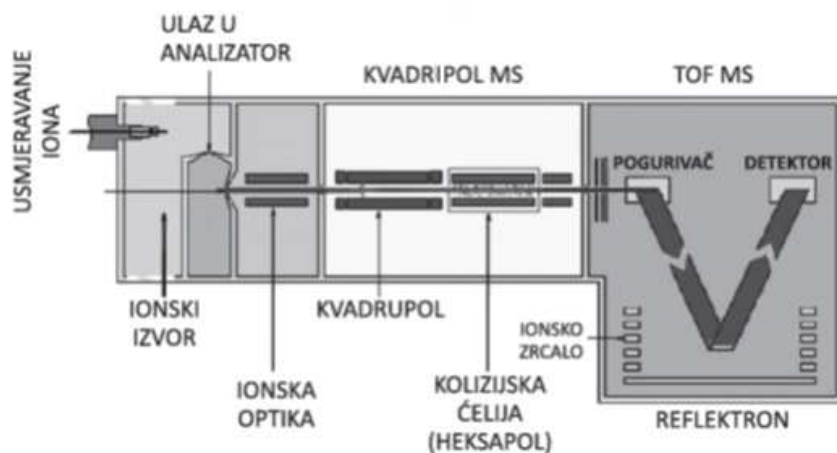 ULAZ U
ANALIZATOR
KVADRIPOL MS
TOF MS
USMJERAVANJE
IONA
POGURIVAČ
DETEKTOR
IONSKI
IZVOR
KVADRUPOL
IONSKO
ZRCALO
IONSKA
OPTIKA
KOLIZIJSKA
ĆELIJA
(HEKSAPOL)
REFLEKTRON